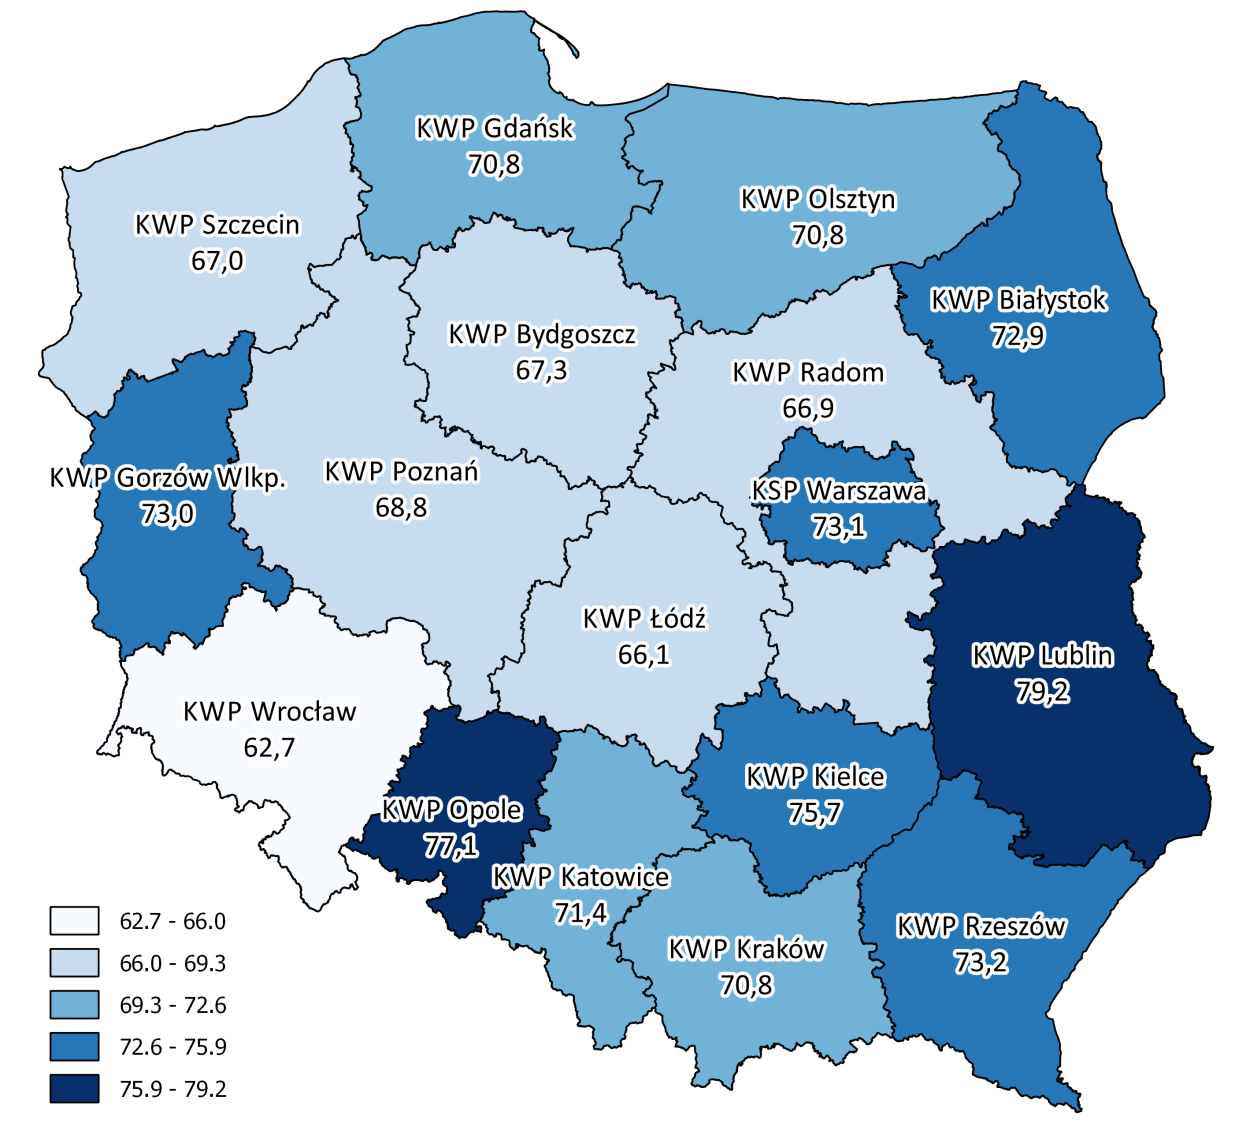 KWP Gdańsk
70,8
KWP Olsztyn
70,8
KWP Szczecin
67,0
KWP Białystok
72,9
KWP Bydgoszcz
67,3
KWP Radom
66,9
KWP Gorzów Wlkp.
73,0
KWP Poznań
68,8
KSP Warszawa
73,1
KWP Łódź
66,1
KWP Lublin
79,2
KWP Wrocław
62,7
KWP Kielce
75,7
KWP Opole
77,1
KWP Katowice
71,4
KWP Kraków
70,8
KWP Rzeszów
73,2
62.7 - 66.0
66.0 - 69.3
69.3 - 72.6
72.6 - 75.9
75.9 - 79.2